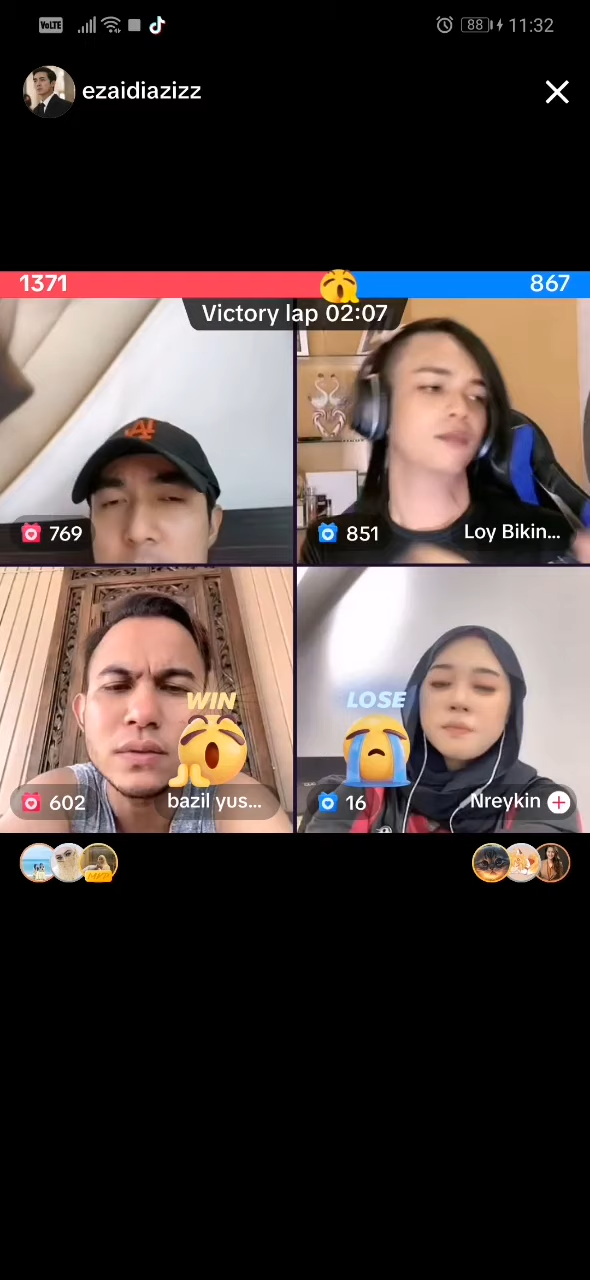 VoLTE
88
11:32
ezaidiazizz
1371
867
Victory lap 02:07
769
851
Loy Bikin...
WIN
LOSE
602
bazil yus...
16
Nreykin